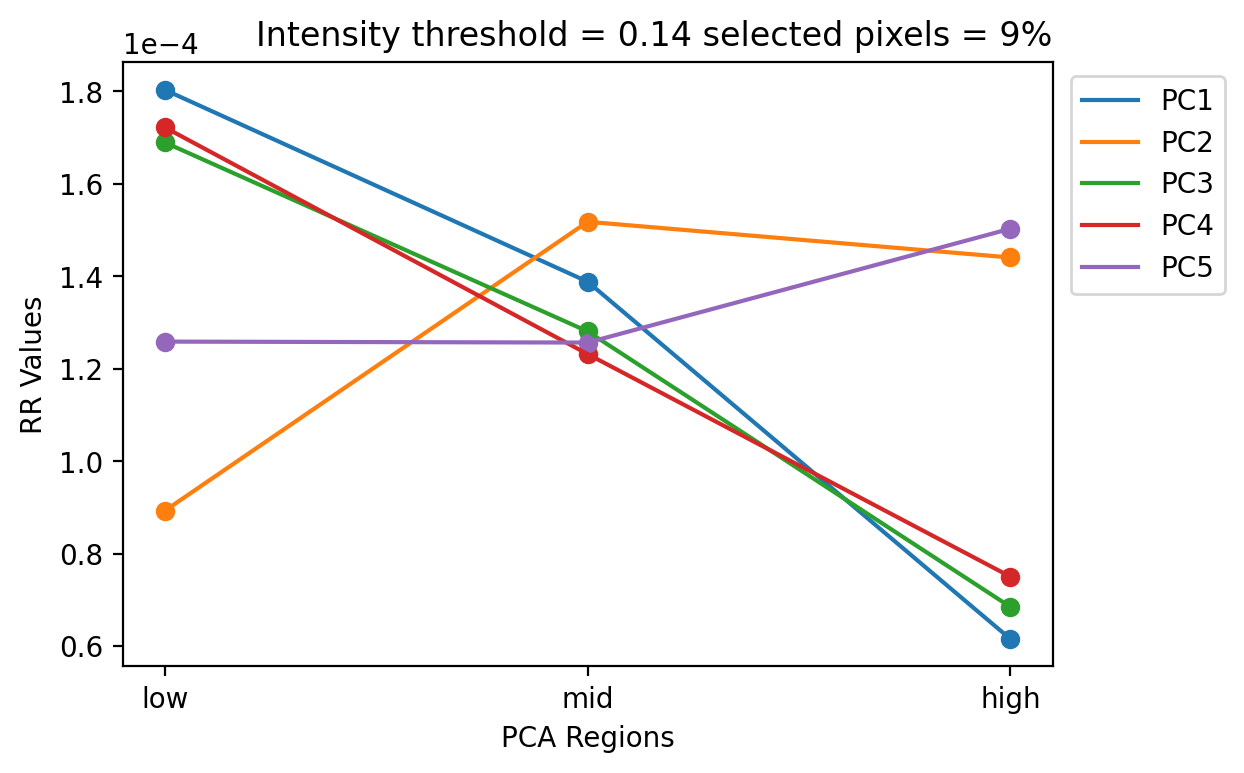 Intensity threshold = 0.14 selected pixels = 9%
1e−4
1.8
1.6
1.4
1.2
1.0
0.8
0.6
RR Values
low
mid
high
PCA Regions
PC1
PC2
PC3
PC4
PC5